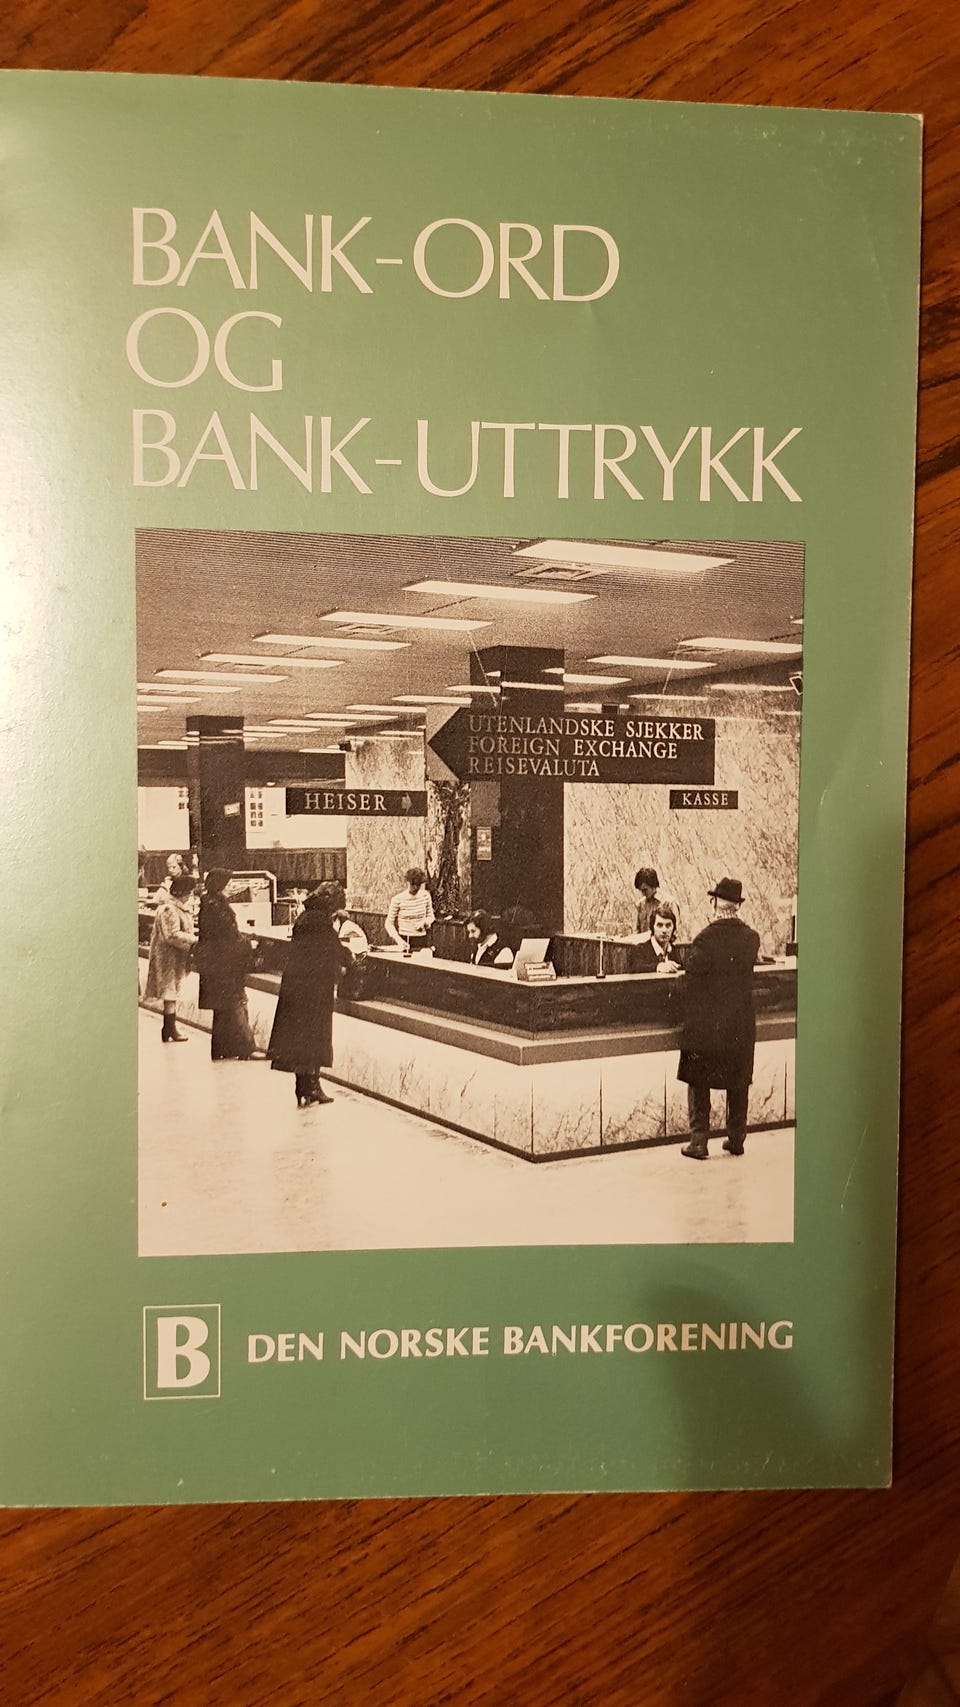 BANK-ORD
OG
BANK-UTTRYKK
UTENLANDSKE SJEKKER
FOREIGN EXCHANGE
REISEVALUTA
HEISER
KASSE
B DEN NORSKE BANKFORENING